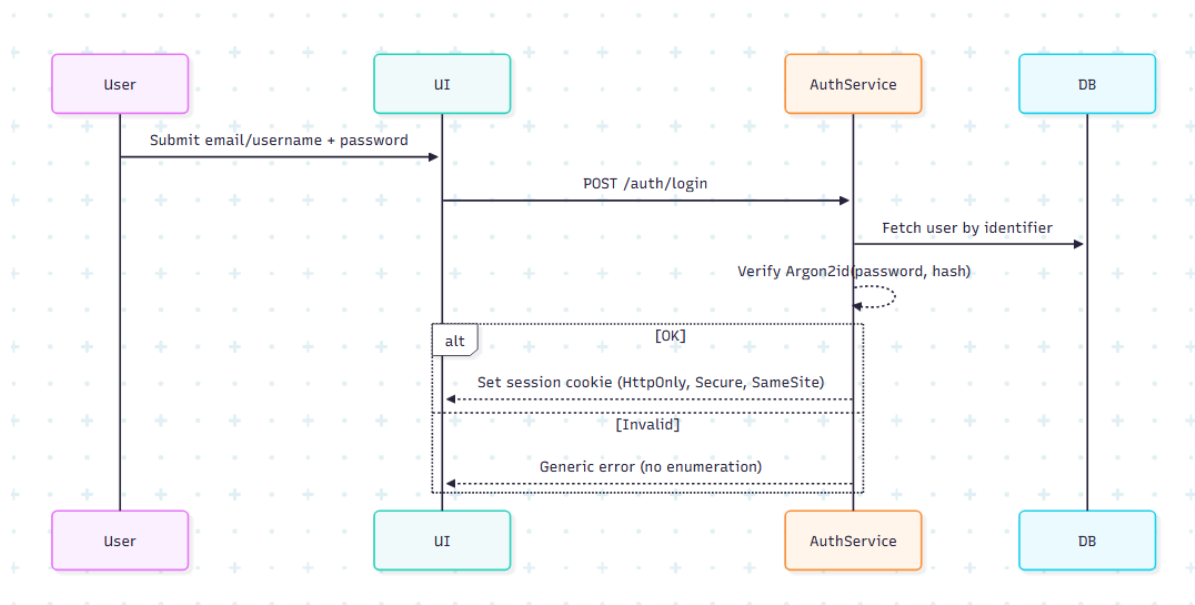 User
UI
AuthService
DB
Submit email/username + password
POST /auth/login
Fetch user by identifier
Verify Argon2id(password, hash)
alt
[OK]
Set session cookie (HttpOnly, Secure, SameSite)
[Invalid]
Generic error (no enumeration)
User
UI
AuthService
DB